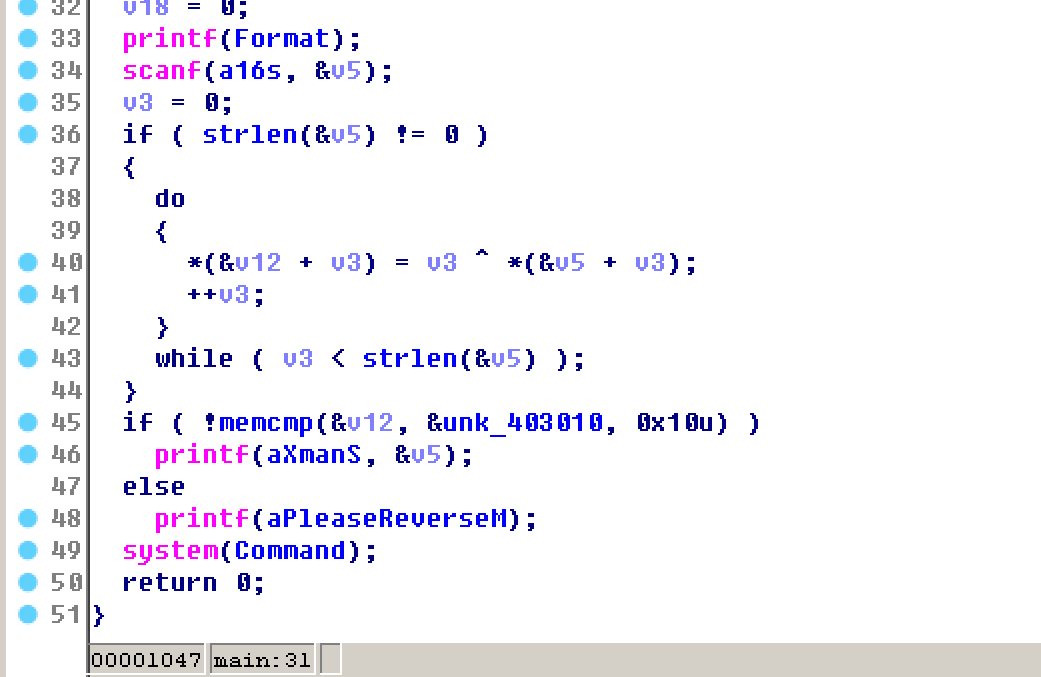 32 v18 = 0;
33 printf(Format);
34 scanf(a16s, &v5);
35 v3 = 0;
36 if ( strlen(&v5) != 0 )
37 {
38 do
39 {
40 *(&v12 + v3) = v3 ^ *(&v5 + v3);
41 ++v3;
42 }
43 while ( v3 < strlen(&v5) );
44 }
45 if ( !memcmp(&v12, &unk_403010, 0x10u) )
46 printf(aXmanS, &v5);
47 else
48 printf(aPleaseReverseM);
49 system(Command);
50 return 0;
51 }
00001047 main:31